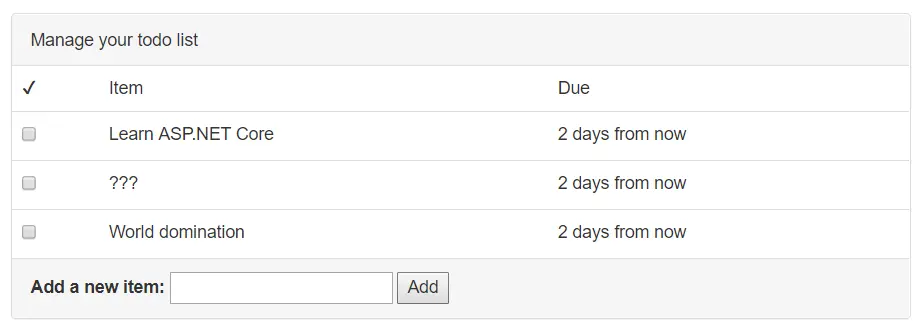 Manage your todo list
✓ Item Due
Learn ASP.NET Core 2 days from now
??? 2 days from now
World domination 2 days from now
Add a new item: Add